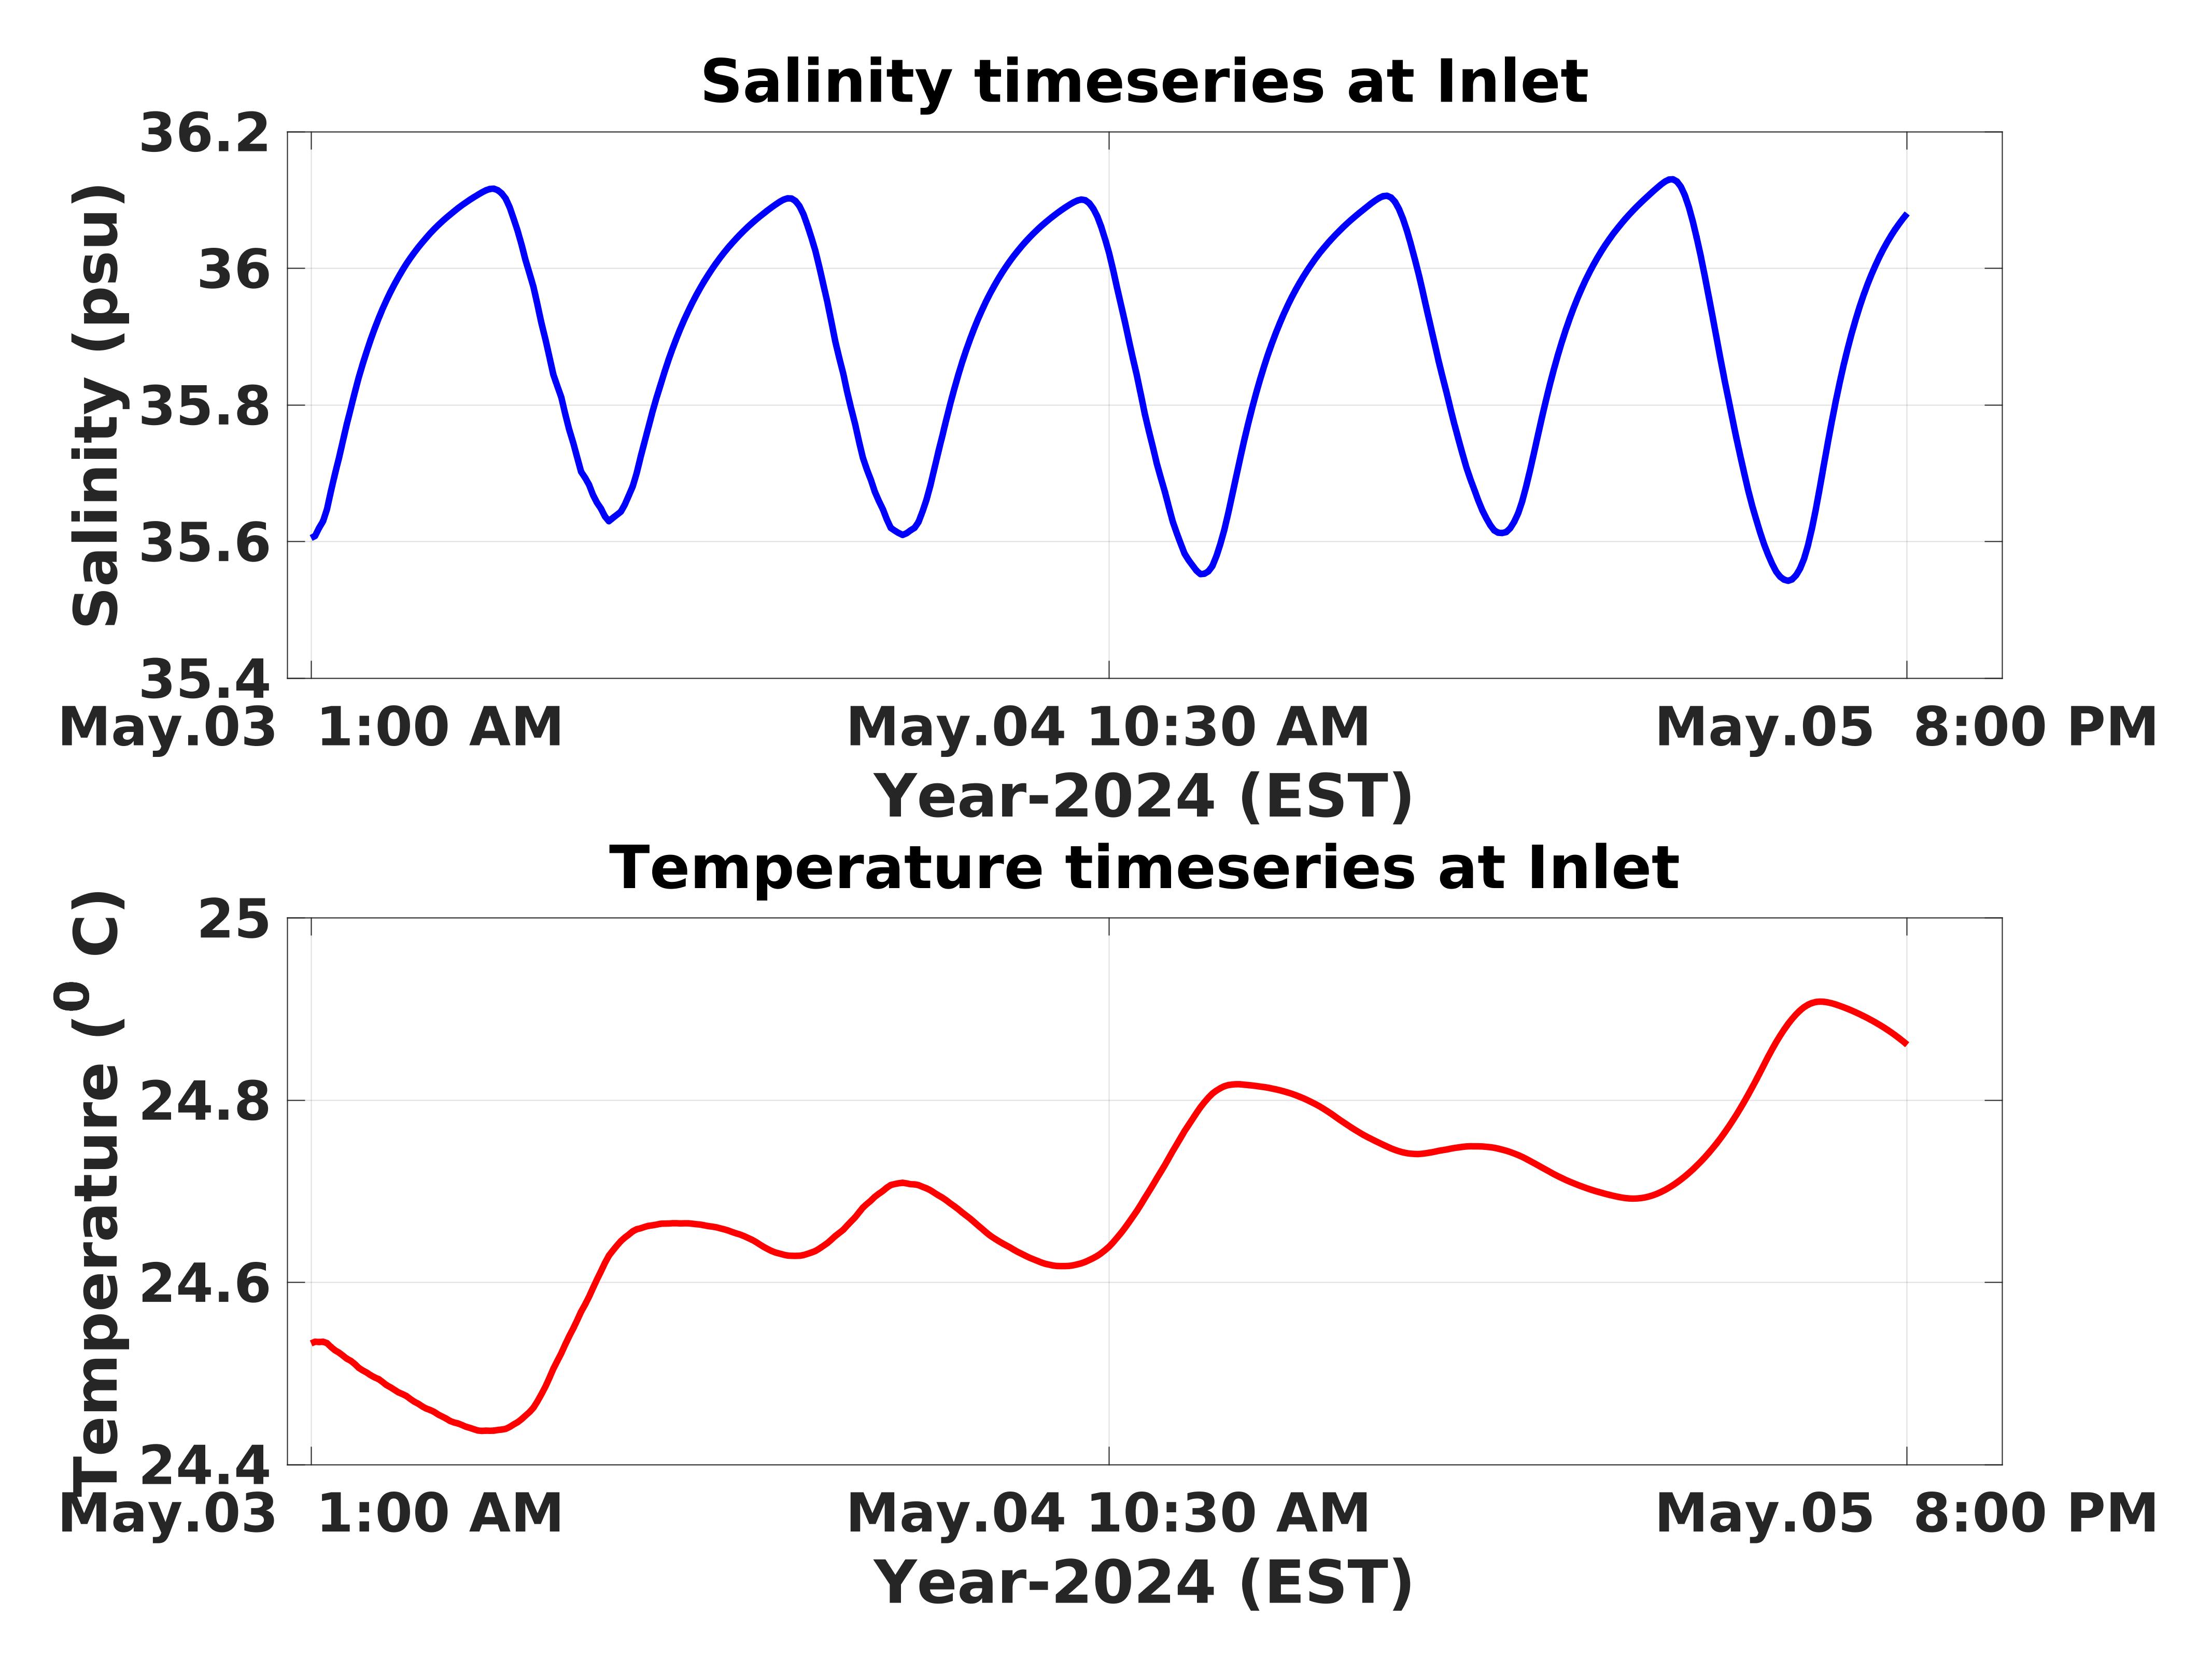 Salinity timeseries at Inlet
Salinity (psu)
36.2
36
35.8
35.6
35.4
May.03 1:00 AM May.04 10:30 AM May.05 8:00 PM
Year-2024 (EST)
Temperature timeseries at Inlet
Temperature (⁰ C)
25
24.8
24.6
24.4
May.03 1:00 AM May.04 10:30 AM May.05 8:00 PM
Year-2024 (EST)